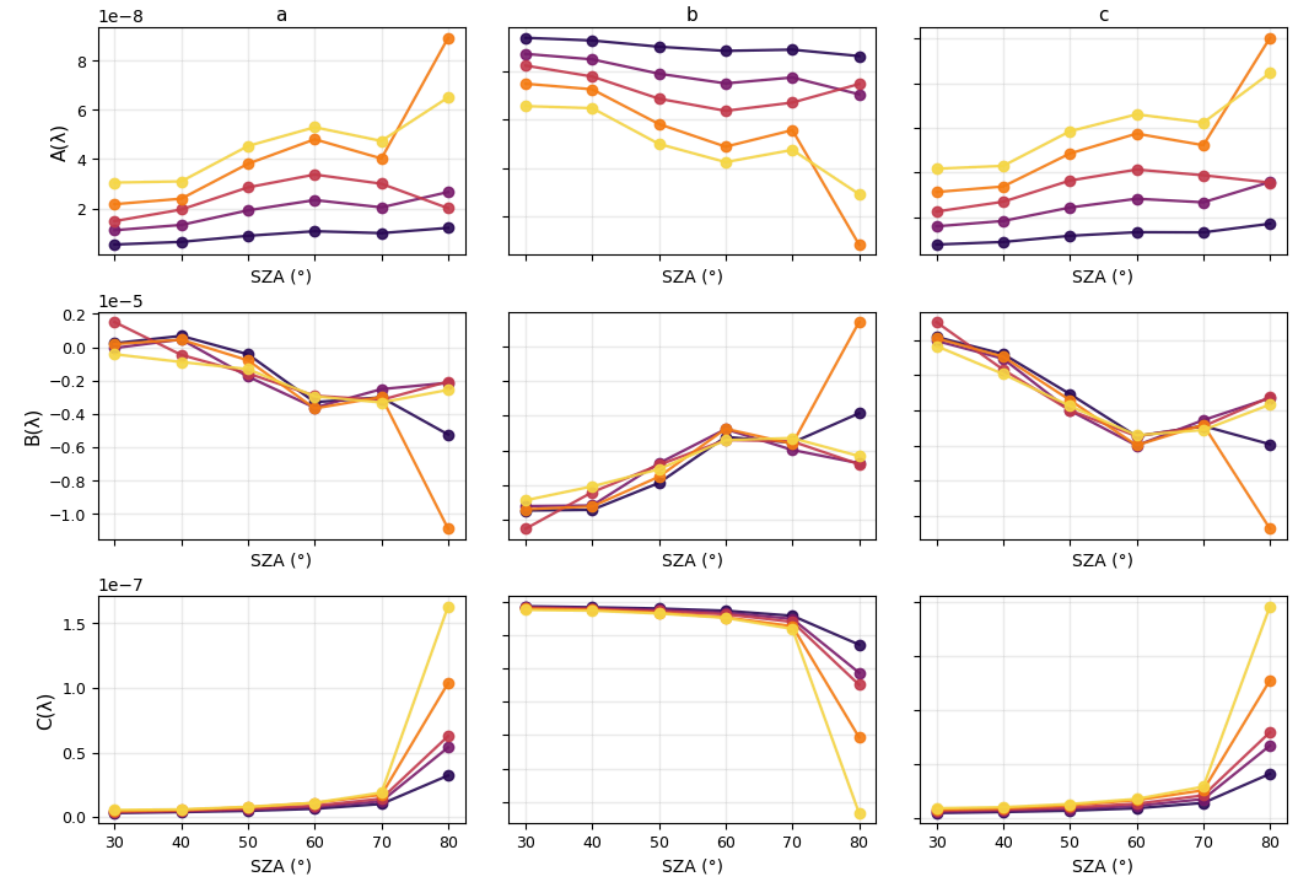 a b c
1e−8
A(λ)
8
6
4
2
SZA (°) SZA (°) SZA (°)
1e−5
B(λ)
0.2
0.0
−0.2
−0.4
−0.6
−0.8
−1.0
SZA (°) SZA (°) SZA (°)
1e−7
C(λ)
1.5
1.0
0.5
0.0
30 40 50 60 70 80 30 40 50 60 70 80 30 40 50 60 70 80
SZA (°) SZA (°) SZA (°)